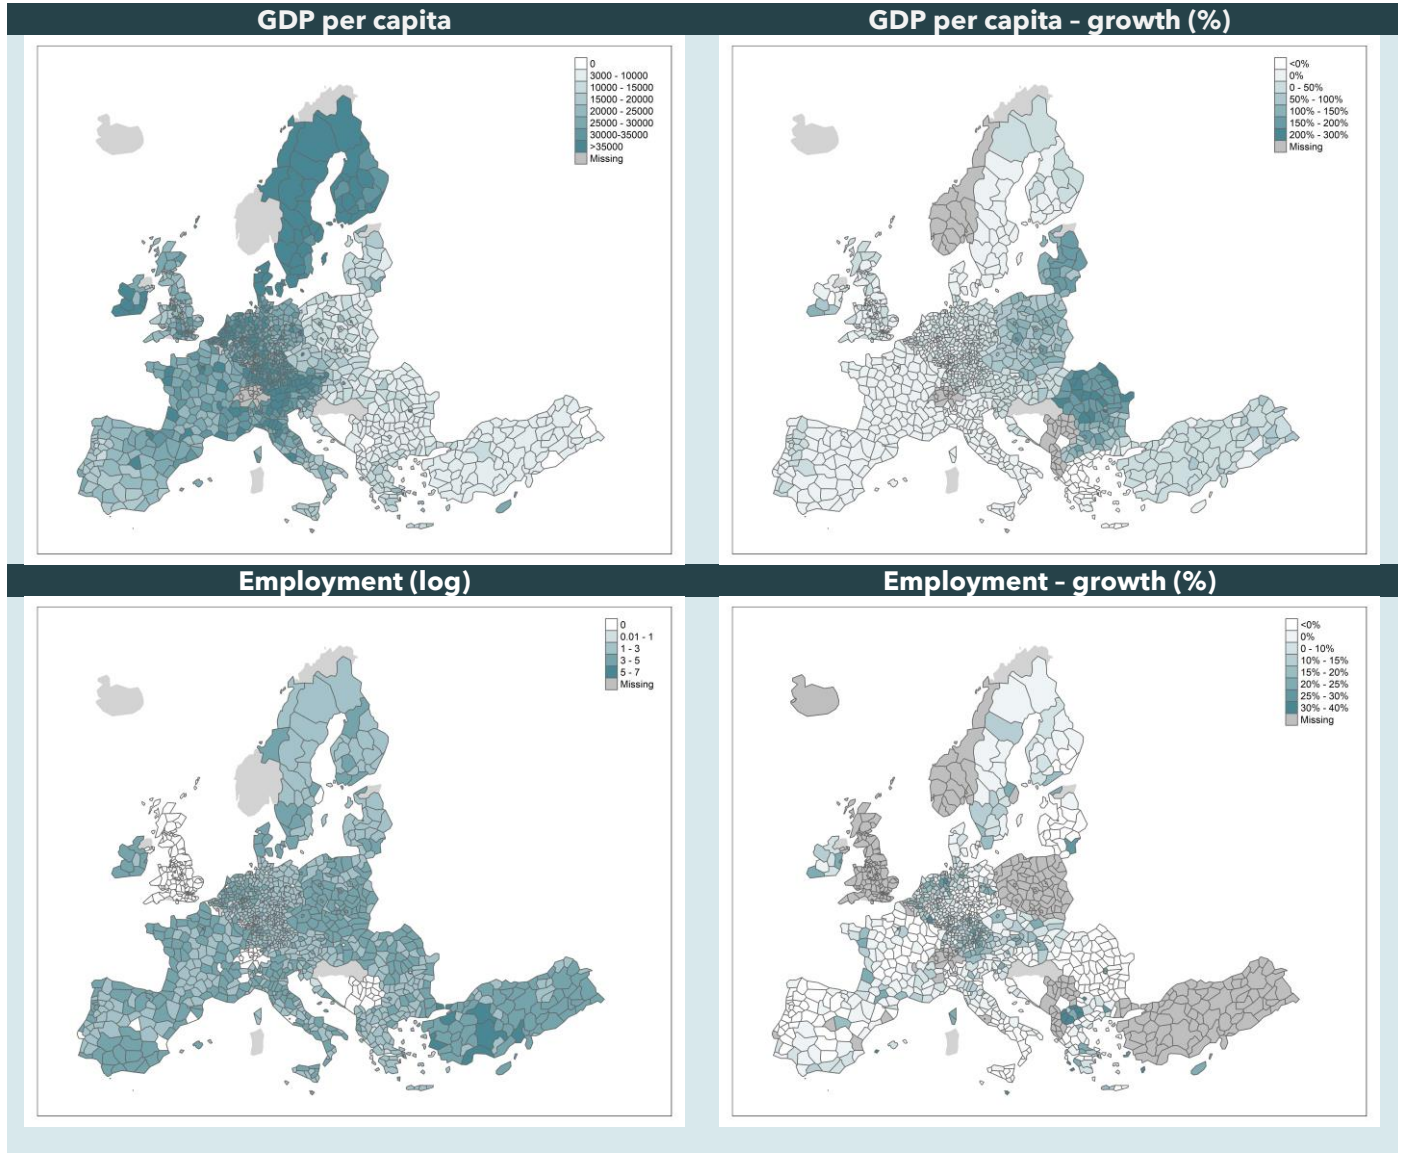 GDP per capita
GDP per capita – growth (%)
0
3000 - 10000
10000 - 15000
15000 - 20000
20000 - 25000
25000 - 30000
30000-35000
>35000
Missing
<0%
0%
0 - 50%
50% - 100%
100% - 150%
150% - 200%
200% - 300%
Missing
Employment (log)
Employment – growth (%)
0
0.01 - 1
1 - 3
3 - 5
5 - 7
Missing
<0%
0%
0 - 10%
10% - 15%
15% - 20%
20% - 25%
25% - 30%
30% - 40%
Missing